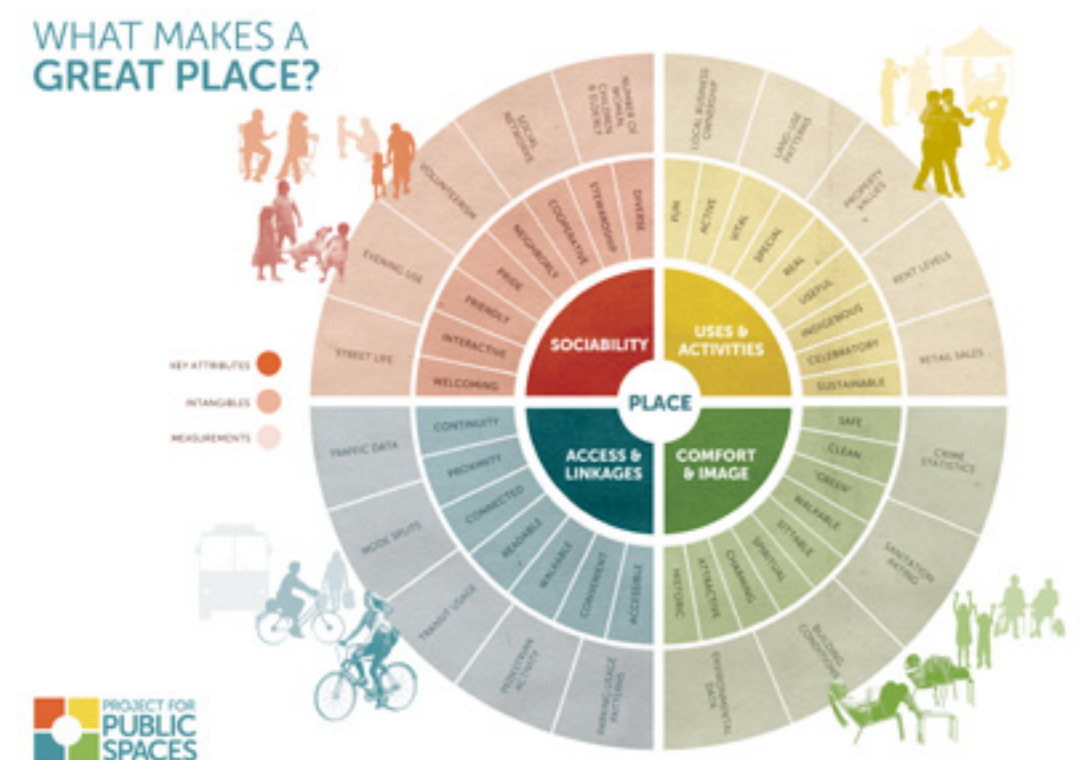 WHAT MAKES A
GREAT PLACE?
NUMBER OF
WOMEN
CHILDREN
& ELDERLY
SOCIAL
NETWORKS
VOLUNTEERISM
EVENING USE
STREET LIFE
LOCAL BUSINESS
OWNERSHIP
LAND-USE
PATTERNS
PROPERTY
VALUES
RENT LEVELS
RETAIL SALES
DIVERSE
STEWARDSHIP
COOPERATIVE
NEIGHBORLY
PRIDE
FRIENDLY
INTERACTIVE
WELCOMING
FUN
ACTIVE
VITAL
SPECIAL
REAL
USEFUL
INDIGENOUS
CELEBRATORY
SUSTAINABLE
SOCIABILITY
USES &
ACTIVITIES
PLACE
ACCESS &
LINKAGES
COMFORT
& IMAGE
KEY ATTRIBUTES
INTANGIBLES
MEASUREMENTS
CONTINUITY
PROXIMITY
CONNECTED
READABLE
WALKABLE
CONVENIENT
ACCESSIBLE
SAFE
CLEAN
"GREEN"
WALKABLE
SITTABLE
SPIRITUAL
CHARMING
ATTRACTIVE
HISTORIC
TRAFFIC DATA
MODE SPLITS
TRANSIT USAGE
PEDESTRIAN
ACTIVITY
PARKING USAGE
PATTERNS
CRIME
STATISTICS
SANITATION
RATING
BUILDING
CONDITIONS
ENVIRONMENTAL
DATA
PROJECT FOR
PUBLIC
SPACES